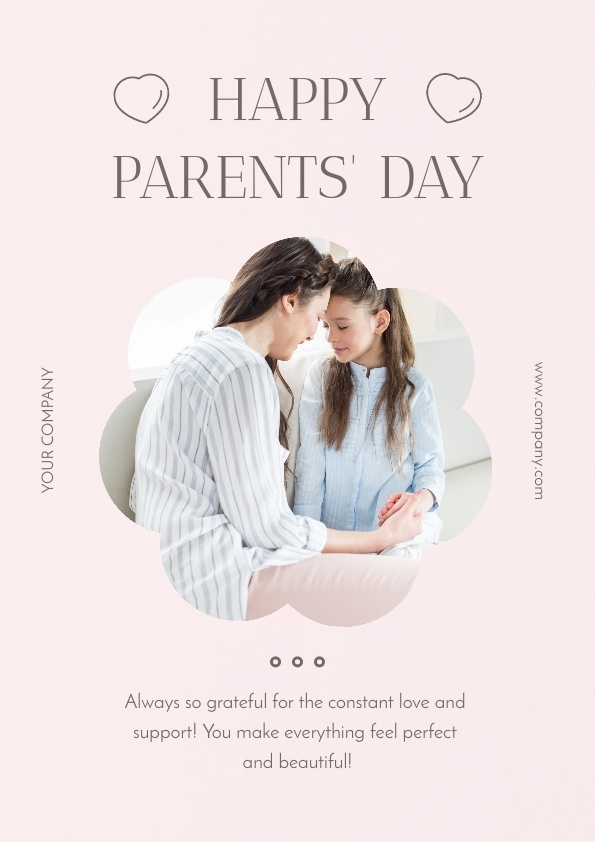 HAPPY
PARENTS' DAY
YOUR COMPANY
www.company.com
Always so grateful for the constant love and
support! You make everything feel perfect
and beautiful!